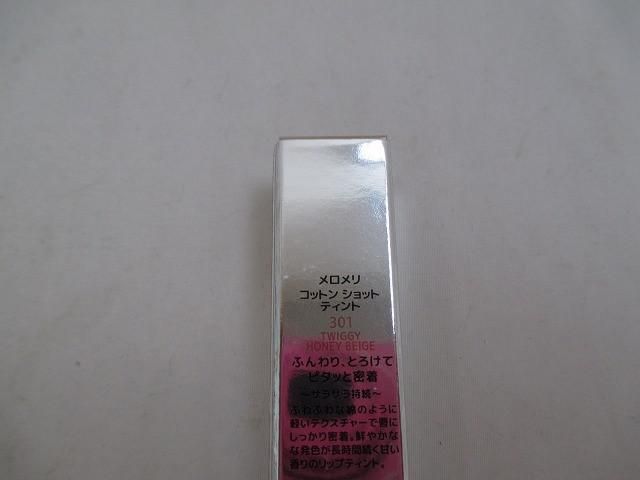 メロメリ
コットン ショット
ティント
301
TWIGGY
HONEY BEIGE
ふんわり、とろけて
ピタッと密着
～サラサラ持続～
ふわふわな綿のように
軽いテクスチャーで唇に
しっかり密着。鮮やかな
な発色が長時間続く甘い
香りのリップティント。